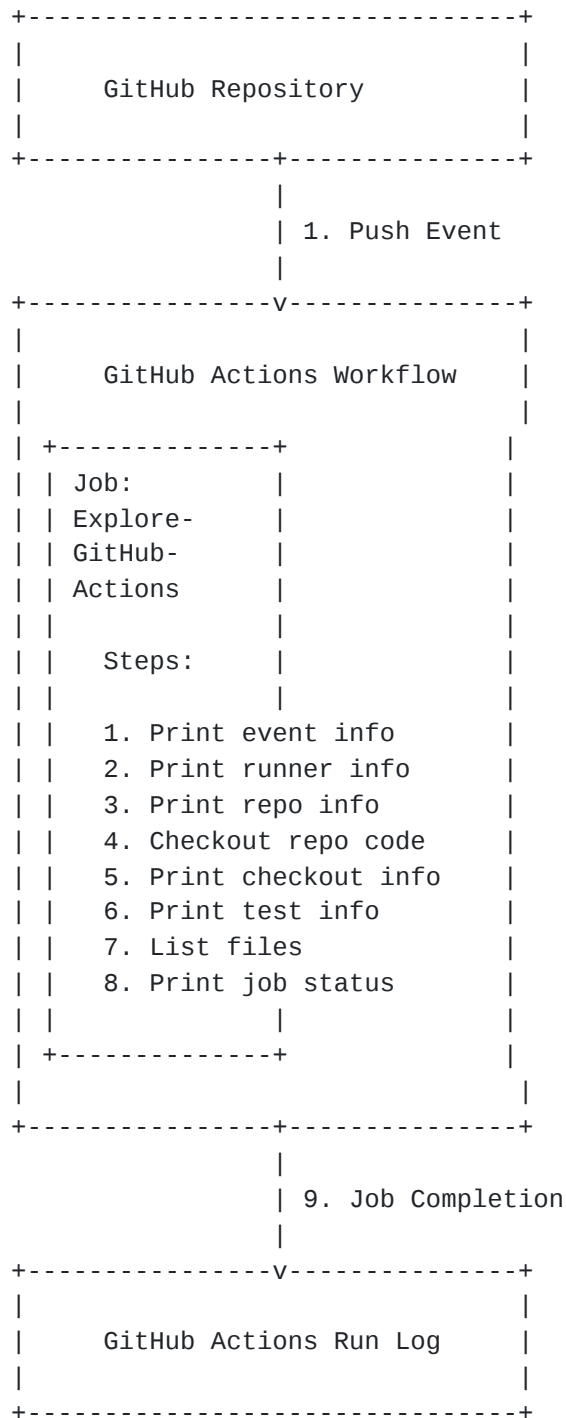 GitHub Repository
1. Push Event
GitHub Actions Workflow
Job:
Explore-
GitHub-
Actions
Steps:
1. Print event info
2. Print runner info
3. Print repo info
4. Checkout repo code
5. Print checkout info
6. Print test info
7. List files
8. Print job status
9. Job Completion
GitHub Actions Run Log